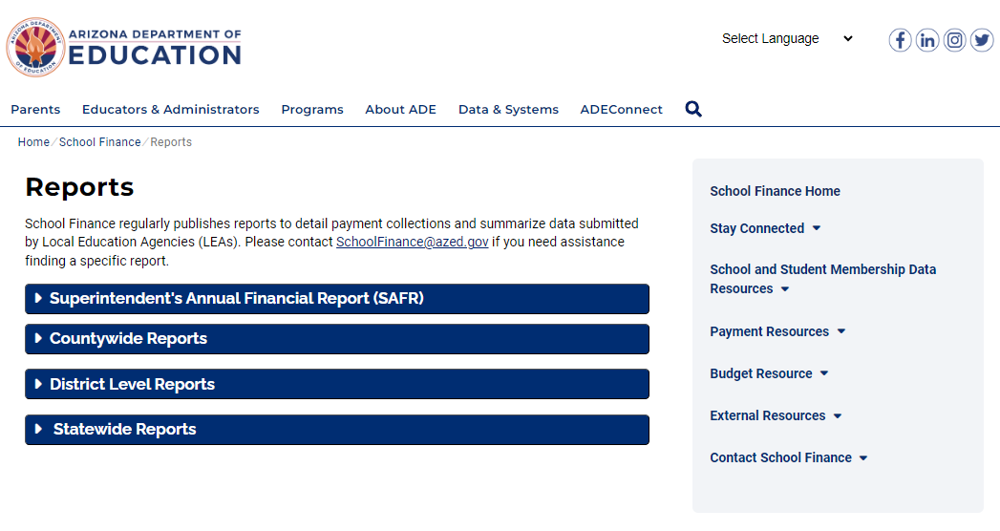 ARIZONA DEPARTMENT OF EDUCATION
ARIZONA DEPARTMENT OF
EDUCATION
Select Language
Parents Educators & Administrators Programs About ADE Data & Systems ADEConnect
Home / School Finance / Reports
Reports
School Finance regularly publishes reports to detail payment collections and summarize data submitted
by Local Education Agencies (LEAs). Please contact SchoolFinance@azed.gov if you need assistance
finding a specific report.
Superintendent's Annual Financial Report (SAFR)
Countywide Reports
District Level Reports
Statewide Reports
School Finance Home
Stay Connected
School and Student Membership Data
Resources
Payment Resources
Budget Resource
External Resources
Contact School Finance